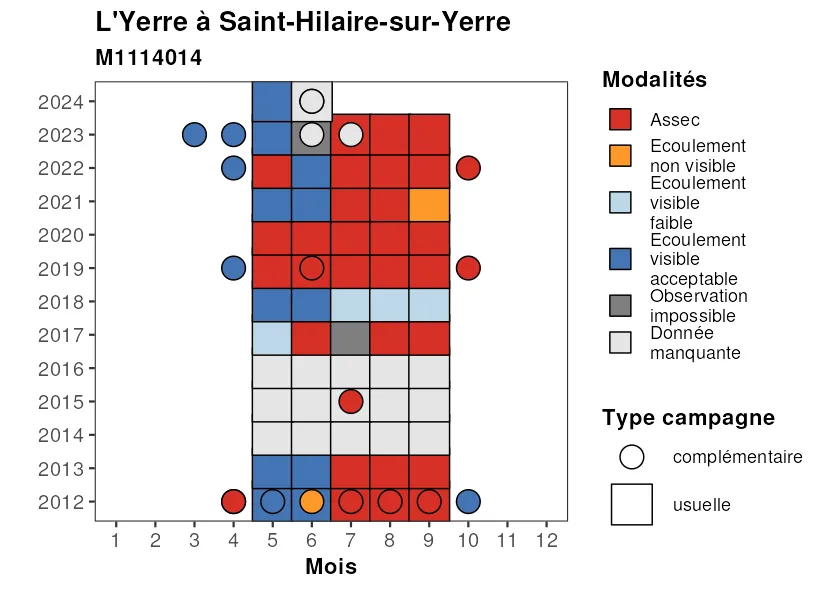 L'Yerre à Saint-Hilaire-sur-Yerre
M1114014
2024
2023
2022
2021
2020
2019
2018
2017
2016
2015
2014
2013
2012
1 2 3 4 5 6 7 8 9 10 11 12
Mois
Modalités
Assec
Ecoulement
non visible
Ecoulement
visible
faible
Ecoulement
visible
acceptable
Observation
impossible
Donnée
manquante
Type campagne
complémentaire
usuelle